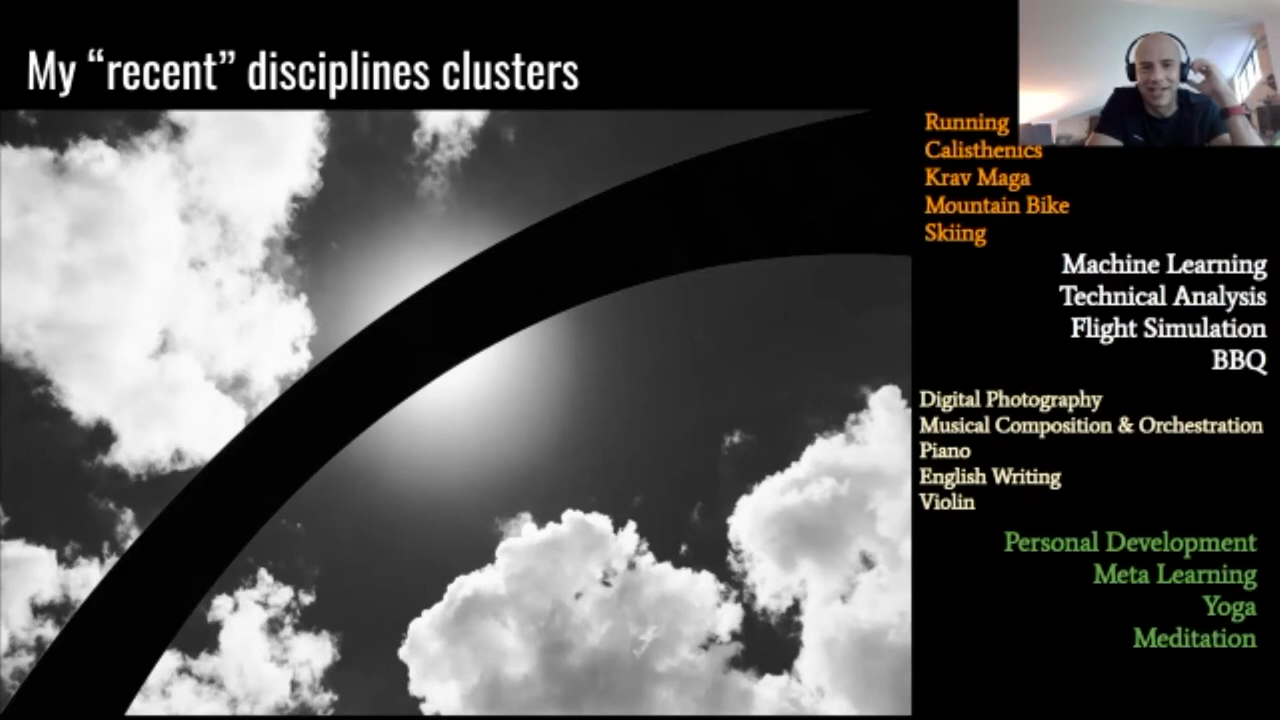 My “recent” disciplines clusters
Running
Calisthenics
Krav Maga
Mountain Bike
Skiing
Machine Learning
Technical Analysis
Flight Simulation
BBQ
Digital Photography
Musical Composition & Orchestration
Piano
English Writing
Violin
Personal Development
Meta Learning
Yoga
Meditation